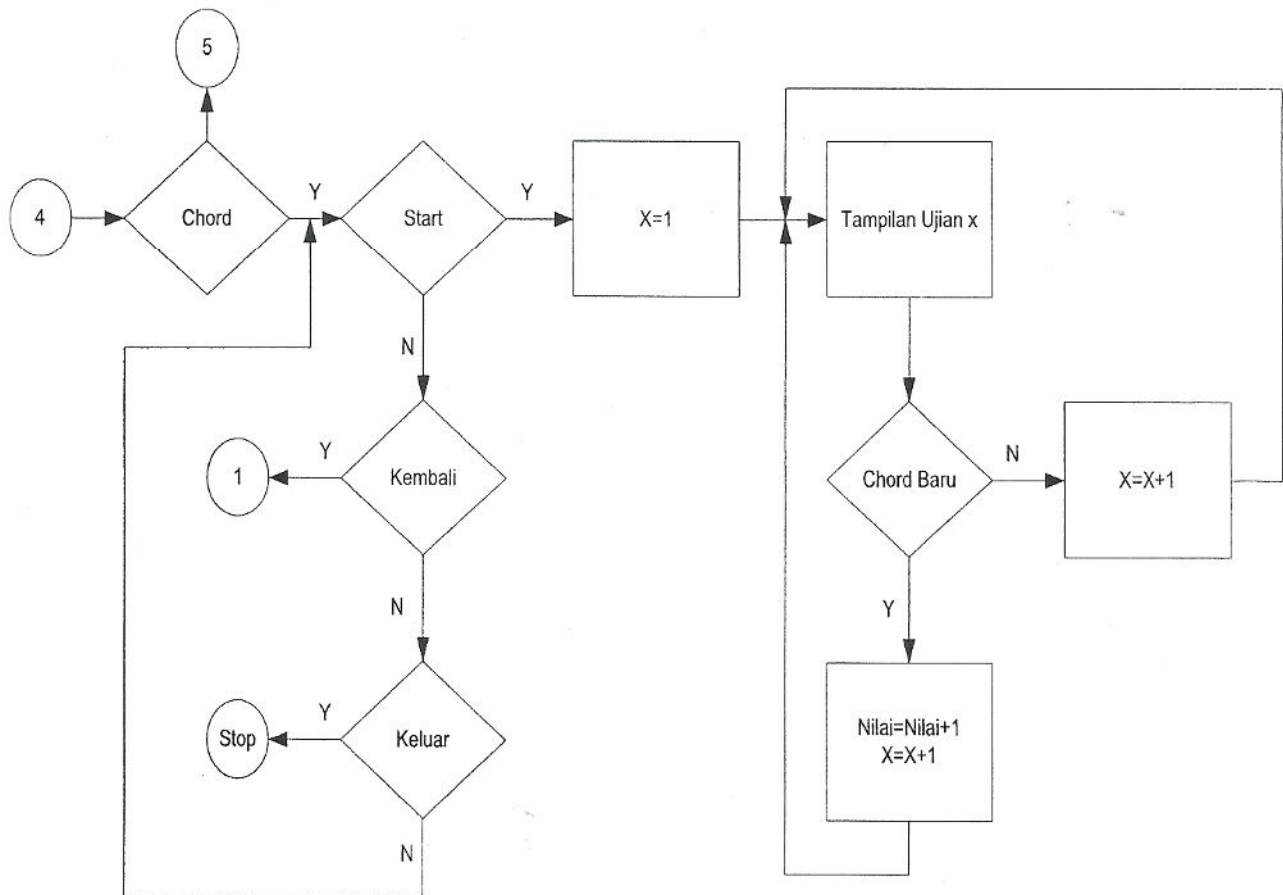 5
4
Chord
Y
Start
Y
X=1
Tampilan Ujian x
N
1
Y
Kembali
Chord Baru
N
X=X+1
N
Y
Stop
Y
Keluar
Nilai=Nilai+1
X=X+1
N